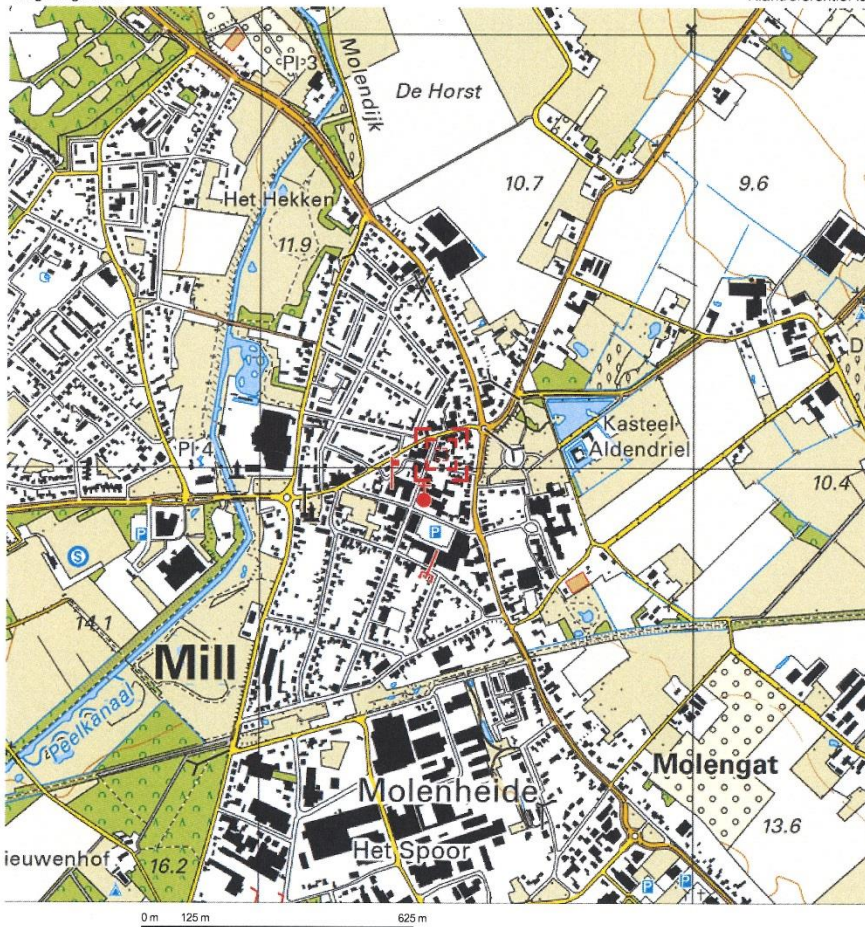 Pl 3
Molendijk
De Horst
10.7
9.6
Het Hekken
11.9
D
Kasteel
Aldendriel
Pl 4
P
10.4
P
S
14.1
Mill
Peelkanaal
Molengat
Molenheide
13.6
Het Spoor
ieuwenhof
16.2
P
P
0 m 125 m 625 m